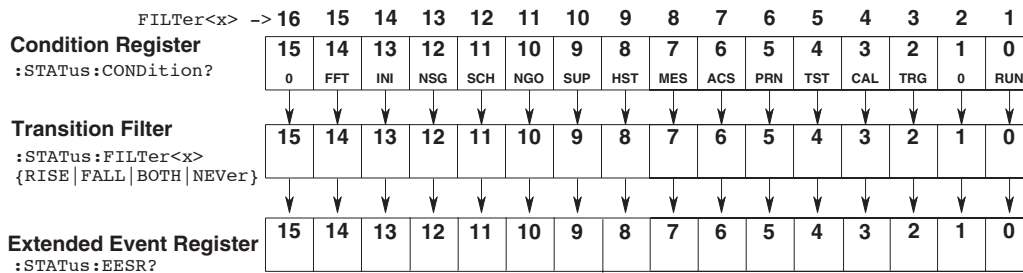 FILTer<x> -> 16 15 14 13 12 11 10 9 8 7 6 5 4 3 2 1
Condition Register
:STATus:CONDition?
15 14 13 12 11 10 9 8 7 6 5 4 3 2 1 0
0 FFT INI NSG SCH NGO SUP HST MES ACS PRN TST CAL TRG 0 RUN
Transition Filter
:STATus:FILTer<x>
{RISE|FALL|BOTH|NEVer}
15 14 13 12 11 10 9 8 7 6 5 4 3 2 1 0
Extended Event Register
:STATus:EESR?
15 14 13 12 11 10 9 8 7 6 5 4 3 2 1 0